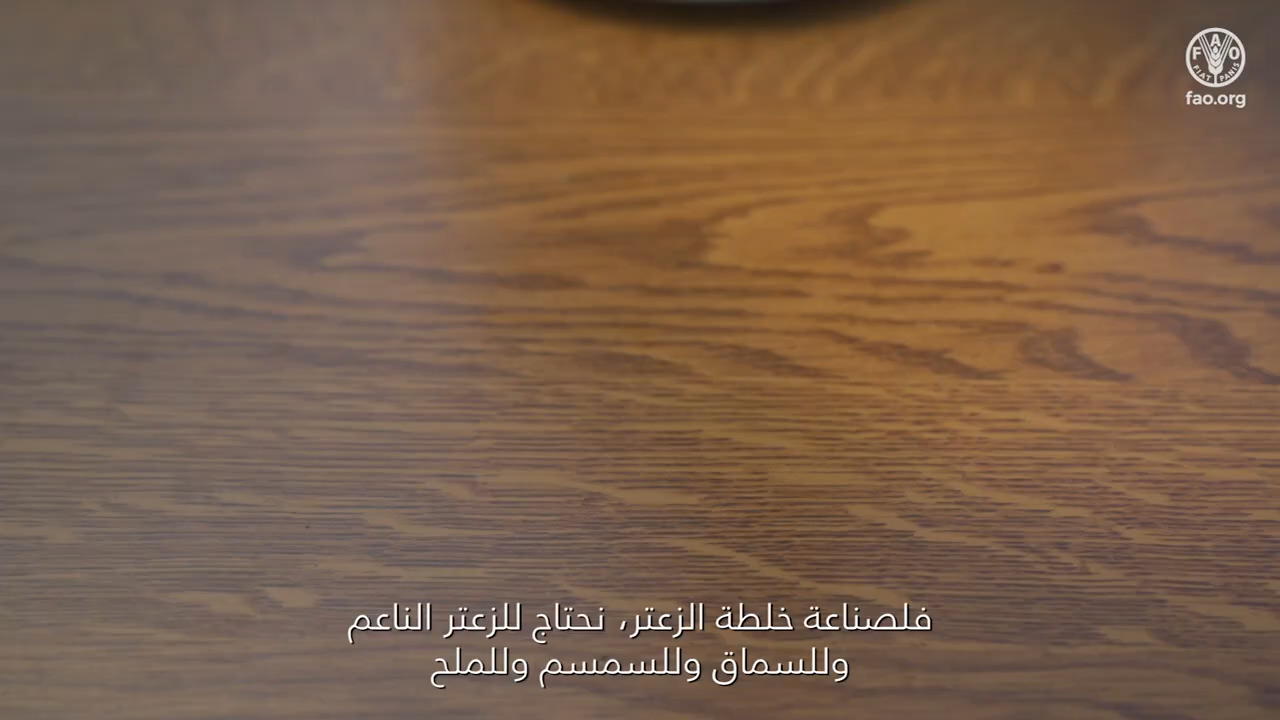 FAO
FIAT PANIS
fao.org
فلصناعة خلطة الزعتر، نحتاج للزعتر الناعم
وللسماق وللسمسم وللملح